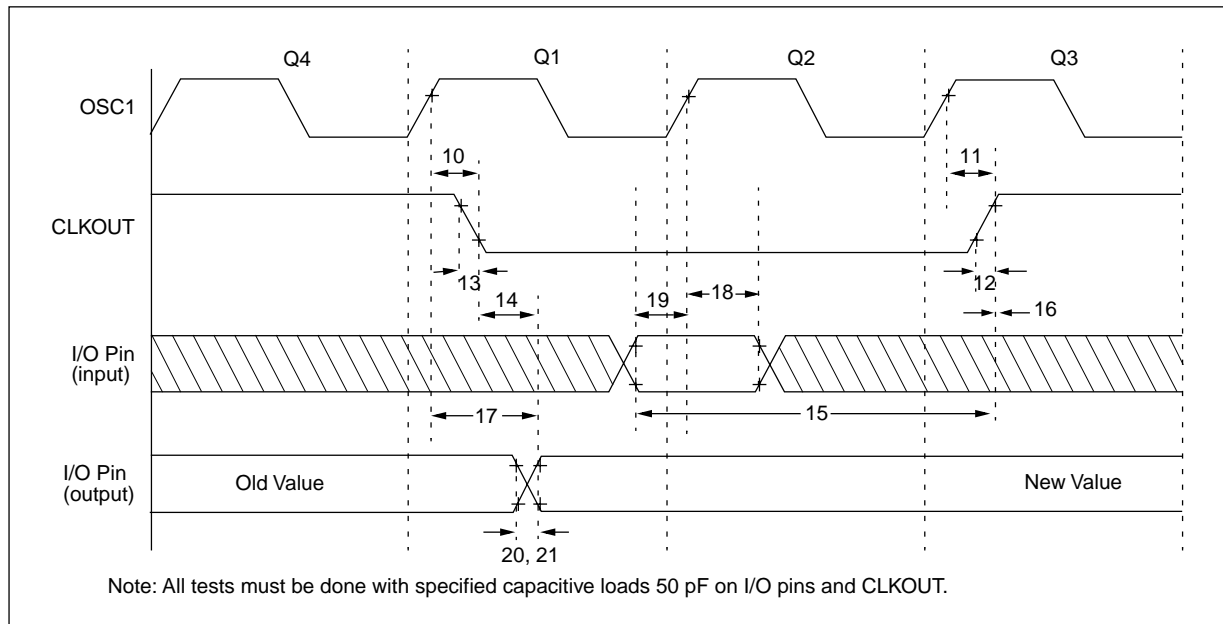 Q4 Q1 Q2 Q3
OSC1
10 11
CLKOUT
13 12
14 19 18 16
I/O Pin
(input)
17 15
I/O Pin
(output)
Old Value New Value
20, 21
Note: All tests must be done with specified capacitive loads 50 pF on I/O pins and CLKOUT.